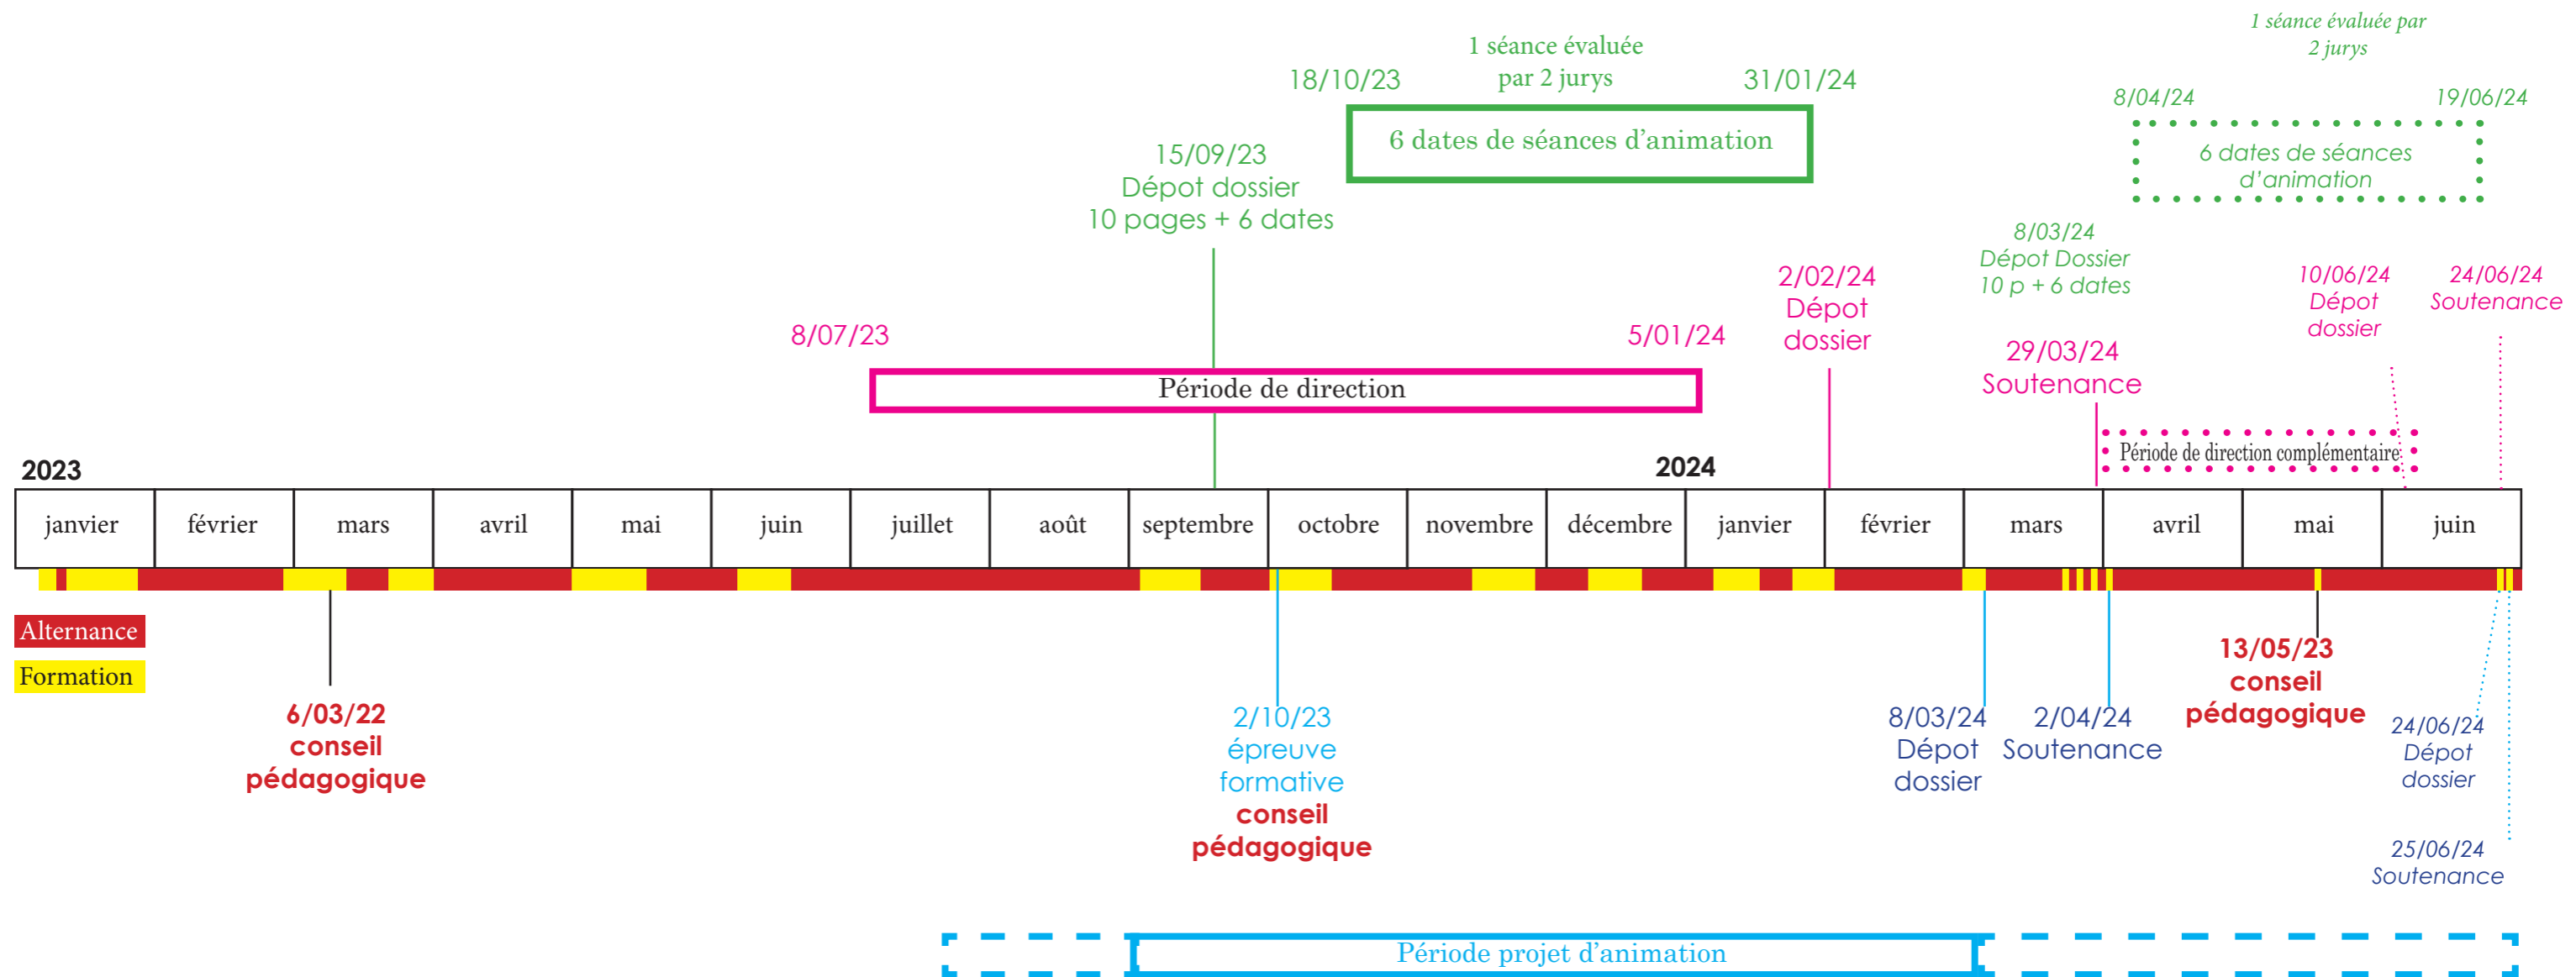 1 séance évaluée par
2 jurys
1 séance évaluée
par 2 jurys
18/10/23
31/01/24
6 dates de séances d'animation
8/04/24
19/06/24
6 dates de séances
d'animation
15/09/23
Dépot dossier
10 pages + 6 dates
8/03/24
Dépot Dossier
10 p + 6 dates
2/02/24
Dépot
dossier
10/06/24
Dépot
dossier
24/06/24
Soutenance
8/07/23
5/01/24
Période de direction
29/03/24
Soutenance
Période de direction complémentaire
2023
2024
janvier
février
mars
avril
mai
juin
juillet
août
septembre
octobre
novembre
décembre
janvier
février
mars
avril
mai
juin
Alternance
Formation
6/03/22
conseil
pédagogique
2/10/23
épreuve
formative
conseil
pédagogique
8/03/24
Dépot
dossier
2/04/24
Soutenance
13/05/23
conseil
pédagogique
24/06/24
Dépot
dossier
25/06/24
Soutenance
Période projet d'animation